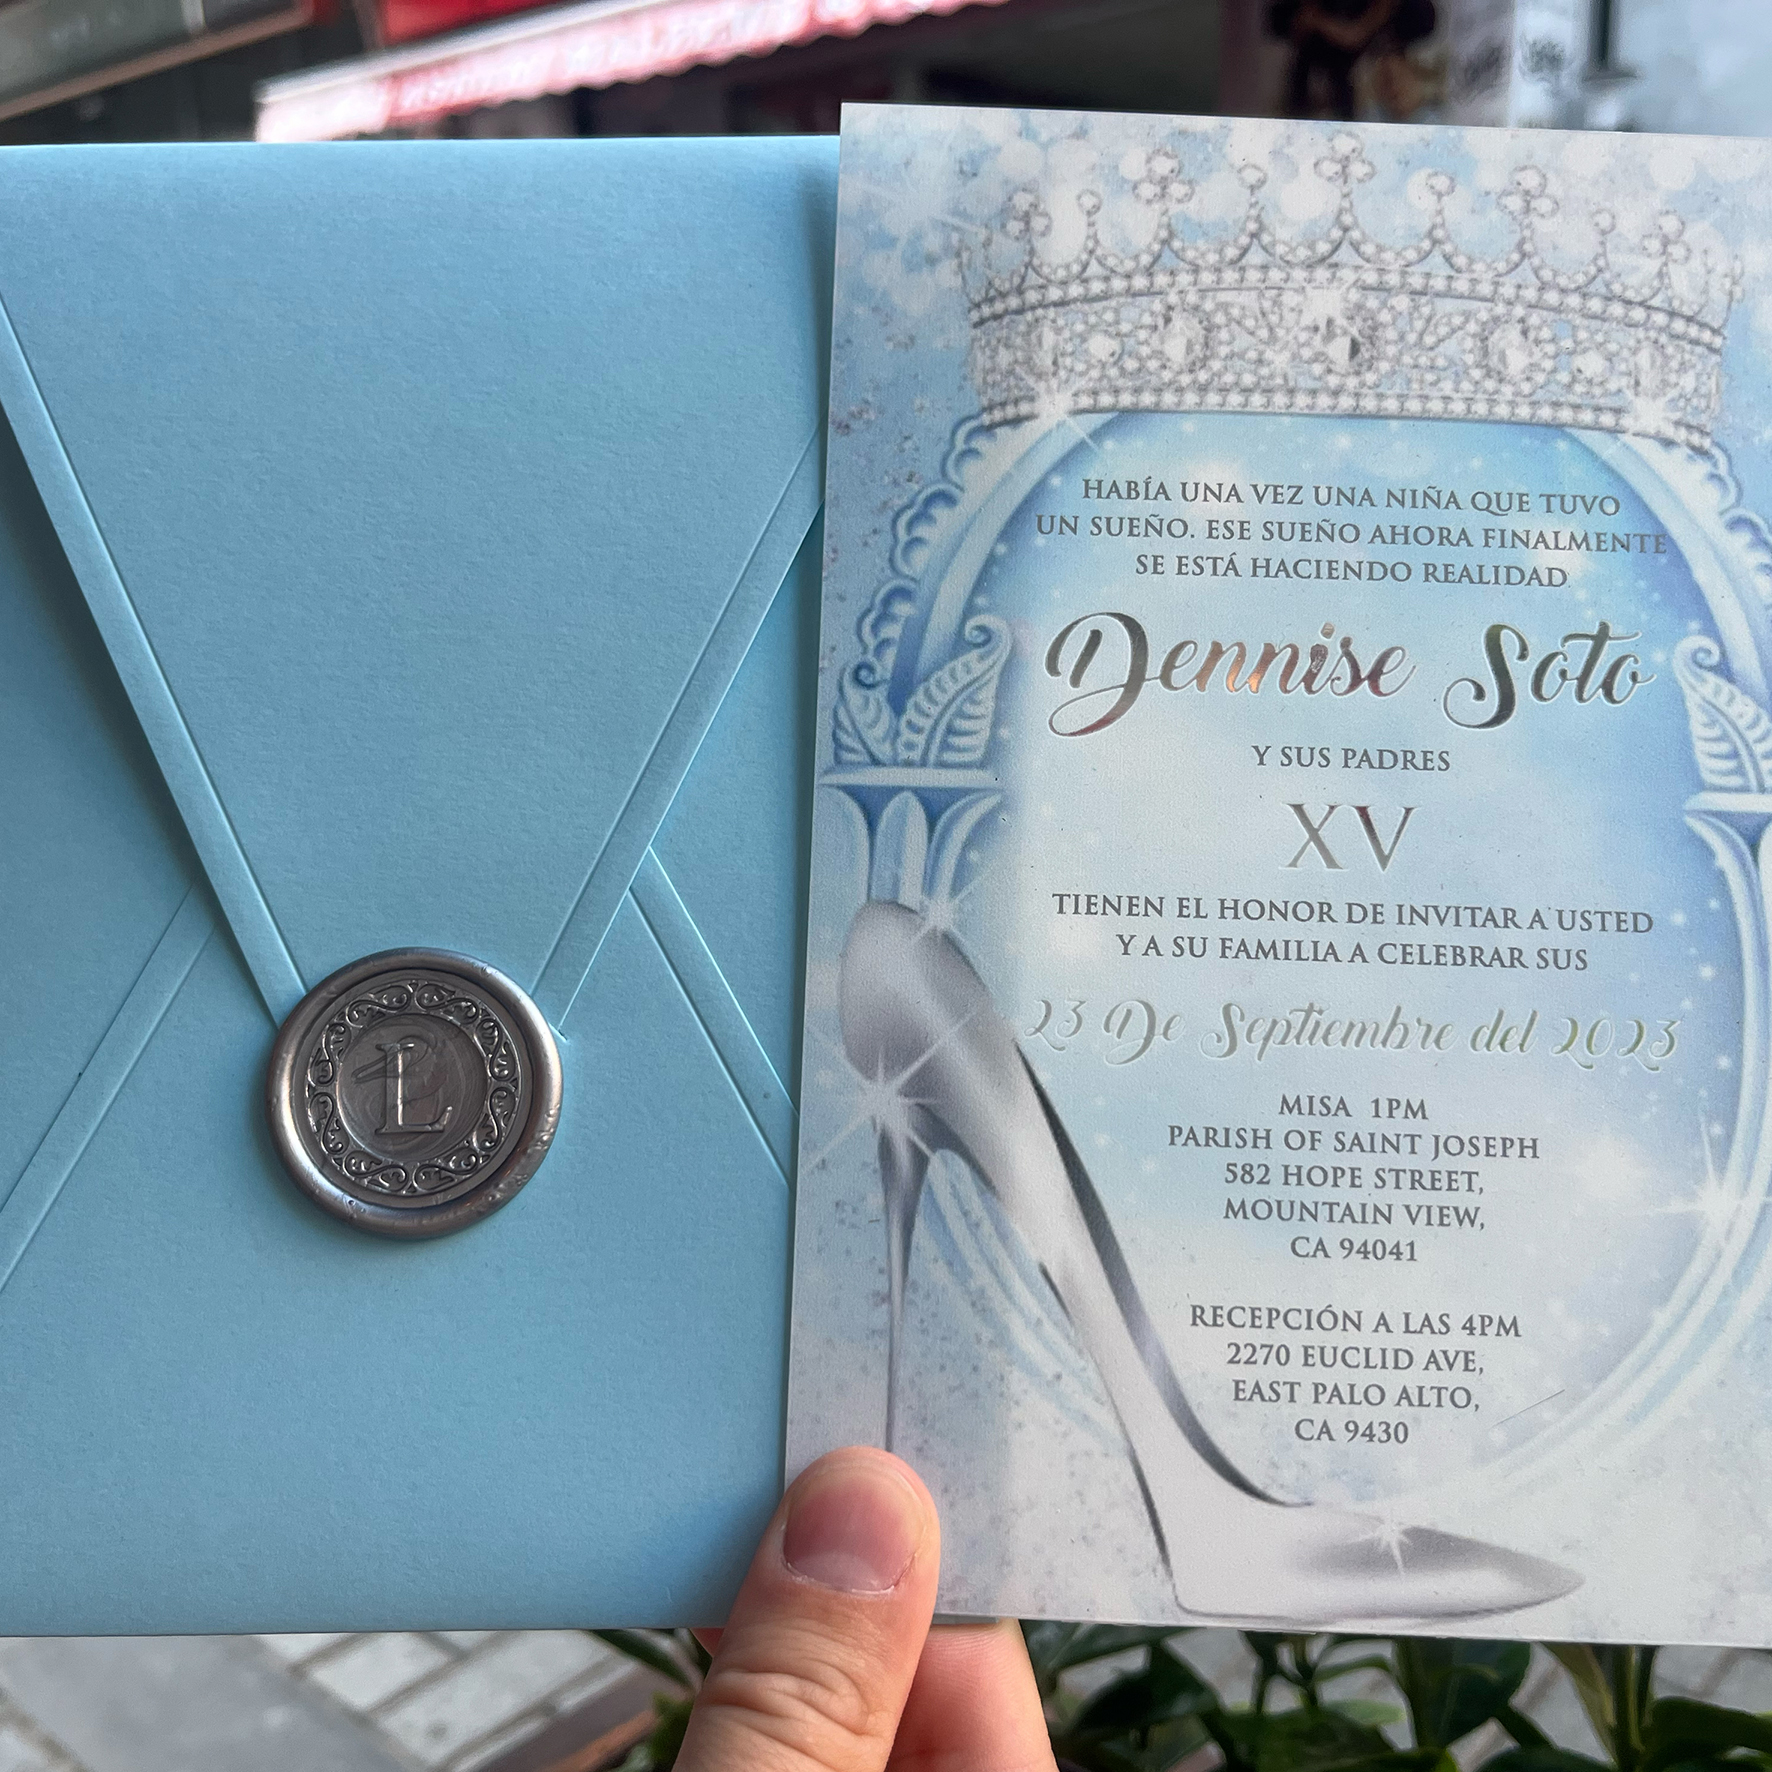 L
HABÍA UNA VEZ UNA NIÑA QUE TUVO
UN SUEÑO. ESE SUEÑO AHORA FINALMENTE
SE ESTÁ HACIENDO REALIDAD
Dennise Soto
Y SUS PADRES
XV
TIENEN EL HONOR DE INVITAR A USTED
Y A SU FAMILIA A CELEBRAR SUS
23 De Septiembre del 2023
MISA 1PM
PARISH OF SAINT JOSEPH
582 HOPE STREET,
MOUNTAIN VIEW,
CA 94041
RECEPCIÓN A LAS 4PM
2270 EUCLID AVE,
EAST PALO ALTO,
CA 9430